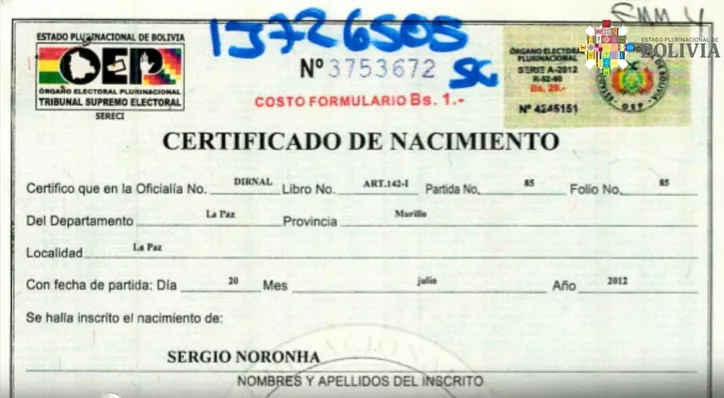 ESTADO PLURINACIONAL DE BOLIVIA
OEP
ÓRGANO ELECTORAL PLURINACIONAL
TRIBUNAL SUPREMO ELECTORAL
SERECI
15726505
Nº 3753672
COSTO FORMULARIO Bs. 1.-
ÓRGANO ELECTORAL
PLURINACIONAL
SERIE A-2012
Bs. 29.-
Nº 4245151
ESTADO PLURINACIONAL DE
BOLIVIA
CERTIFICADO DE NACIMIENTO
Certifico que en la Oficialía No. DIRNAL Libro No. ART.142-I Partida No. 85 Folio No. 85
Del Departamento La Paz Provincia Murillo
Localidad La Paz
Con fecha de partida: Día 20 Mes julio Año 2012
Se halla inscrito el nacimiento de:
SERGIO NORONHA
NOMBRES Y APELLIDOS DEL INSCRITO